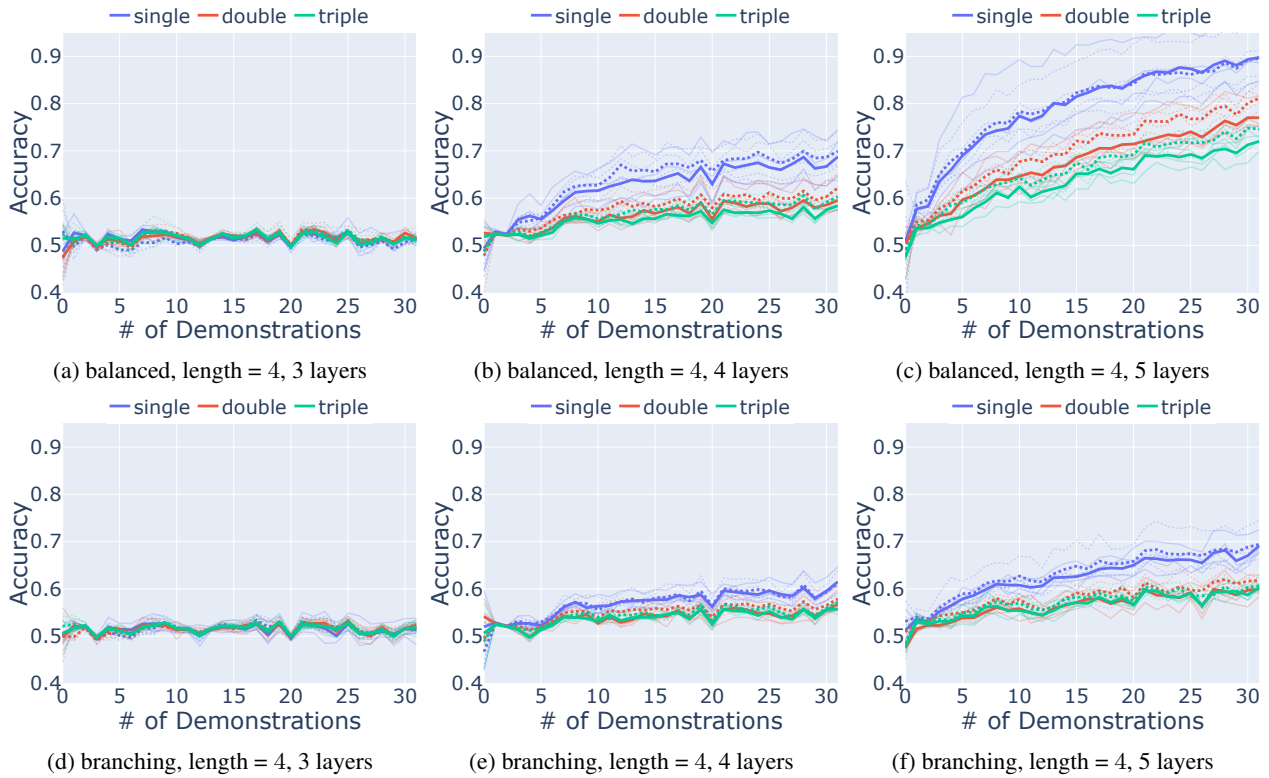 single double triple
single double triple
single double triple
0.9
0.8
0.7
0.6
0.5
0.4
Accuracy
0 5 10 15 20 25 30
# of Demonstrations
0.9
0.8
0.7
0.6
0.5
0.4
Accuracy
0 5 10 15 20 25 30
# of Demonstrations
0.9
0.8
0.7
0.6
0.5
0.4
Accuracy
0 5 10 15 20 25 30
# of Demonstrations
(a) balanced, length = 4, 3 layers
(b) balanced, length = 4, 4 layers
(c) balanced, length = 4, 5 layers
single double triple
single double triple
single double triple
0.9
0.8
0.7
0.6
0.5
0.4
Accuracy
0 5 10 15 20 25 30
# of Demonstrations
0.9
0.8
0.7
0.6
0.5
0.4
Accuracy
0 5 10 15 20 25 30
# of Demonstrations
0.9
0.8
0.7
0.6
0.5
0.4
Accuracy
0 5 10 15 20 25 30
# of Demonstrations
(d) branching, length = 4, 3 layers
(e) branching, length = 4, 4 layers
(f) branching, length = 4, 5 layers